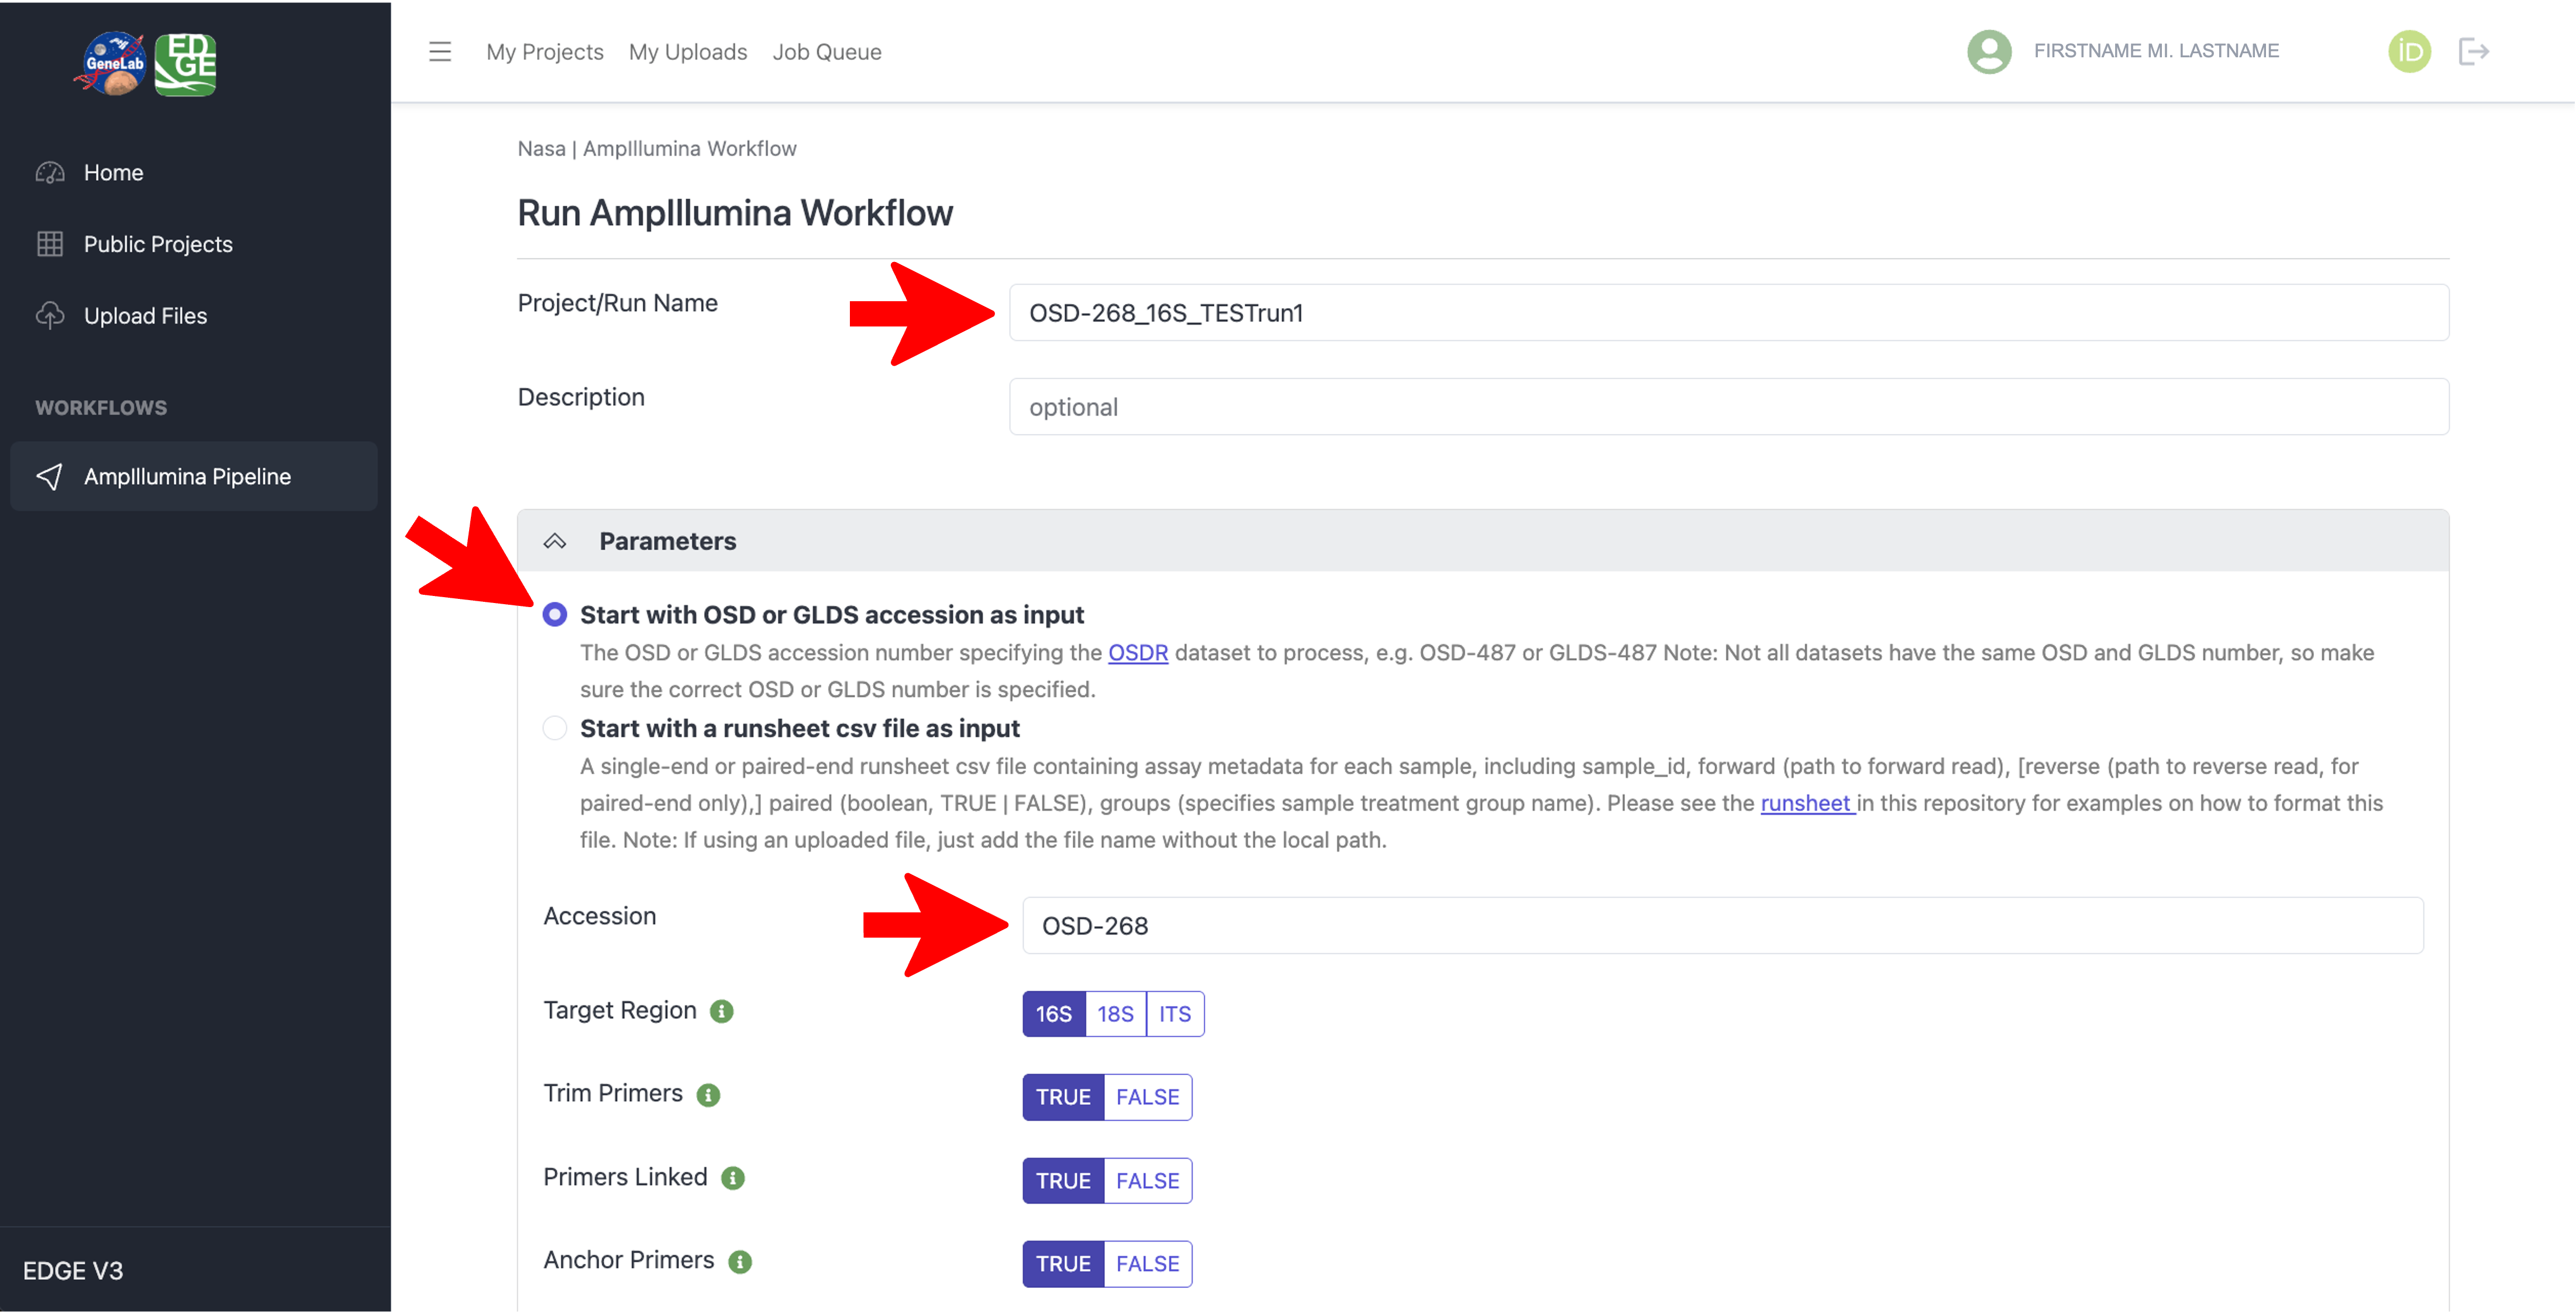 GeneLab
ED
GE
My Projects My Uploads Job Queue
FIRSTNAME MI. LASTNAME
iD
Home
Public Projects
Upload Files
WORKFLOWS
AmpIllumina Pipeline
EDGE V3
Nasa | AmpIllumina Workflow
Run AmpIllumina Workflow
Project/Run Name
OSD-268_16S_TESTrun1
Description
optional
Parameters
Start with OSD or GLDS accession as input
The OSD or GLDS accession number specifying the OSDR dataset to process, e.g. OSD-487 or GLDS-487 Note: Not all datasets have the same OSD and GLDS number, so make
sure the correct OSD or GLDS number is specified.
Start with a runsheet csv file as input
A single-end or paired-end runsheet csv file containing assay metadata for each sample, including sample_id, forward (path to forward read), [reverse (path to reverse read, for
paired-end only),] paired (boolean, TRUE | FALSE), groups (specifies sample treatment group name). Please see the runsheet in this repository for examples on how to format this
file. Note: If using an uploaded file, just add the file name without the local path.
Accession
OSD-268
Target Region
16S 18S ITS
Trim Primers
TRUE FALSE
Primers Linked
TRUE FALSE
Anchor Primers
TRUE FALSE